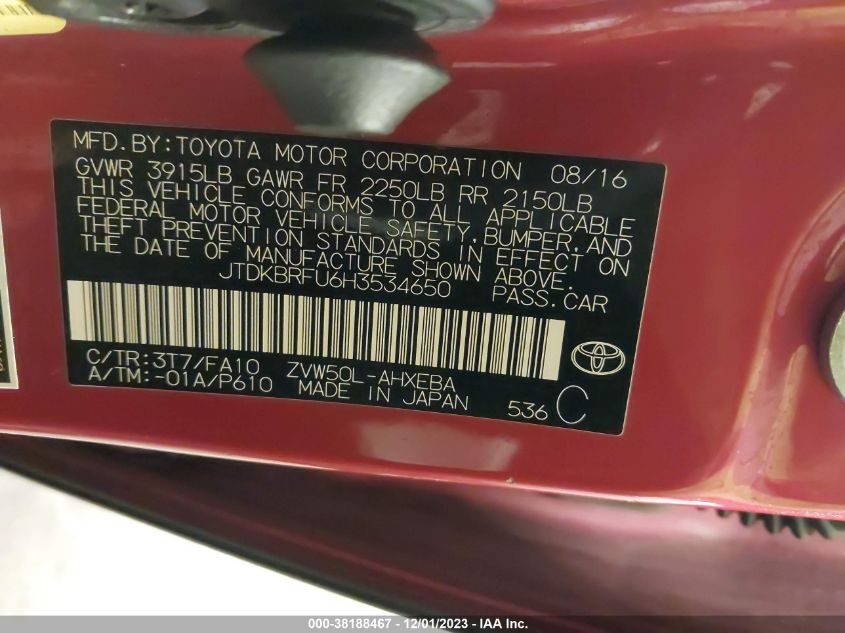 MFD.BY:TOYOTA MOTOR CORPORATION 08/16
GVWR 3915LB GAWR FR 2250LB RR 2150LB
THIS VEHICLE CONFORMS TO ALL APPLICABLE
FEDERAL MOTOR VEHICLE SAFETY,BUMPER,AND
THEFT PREVENTION STANDARDS IN EFFECT ON
THE DATE OF MANUFACTURE SHOWN ABOVE.
JTDKBRFU6H3534650 PASS.CAR
C/TR:3T7/FA10 ZVW50L-AHXEBA
A/TM:-01A/P610 MADE IN JAPAN 536 C
000-38188467 - 12/01/2023 - IAA Inc.